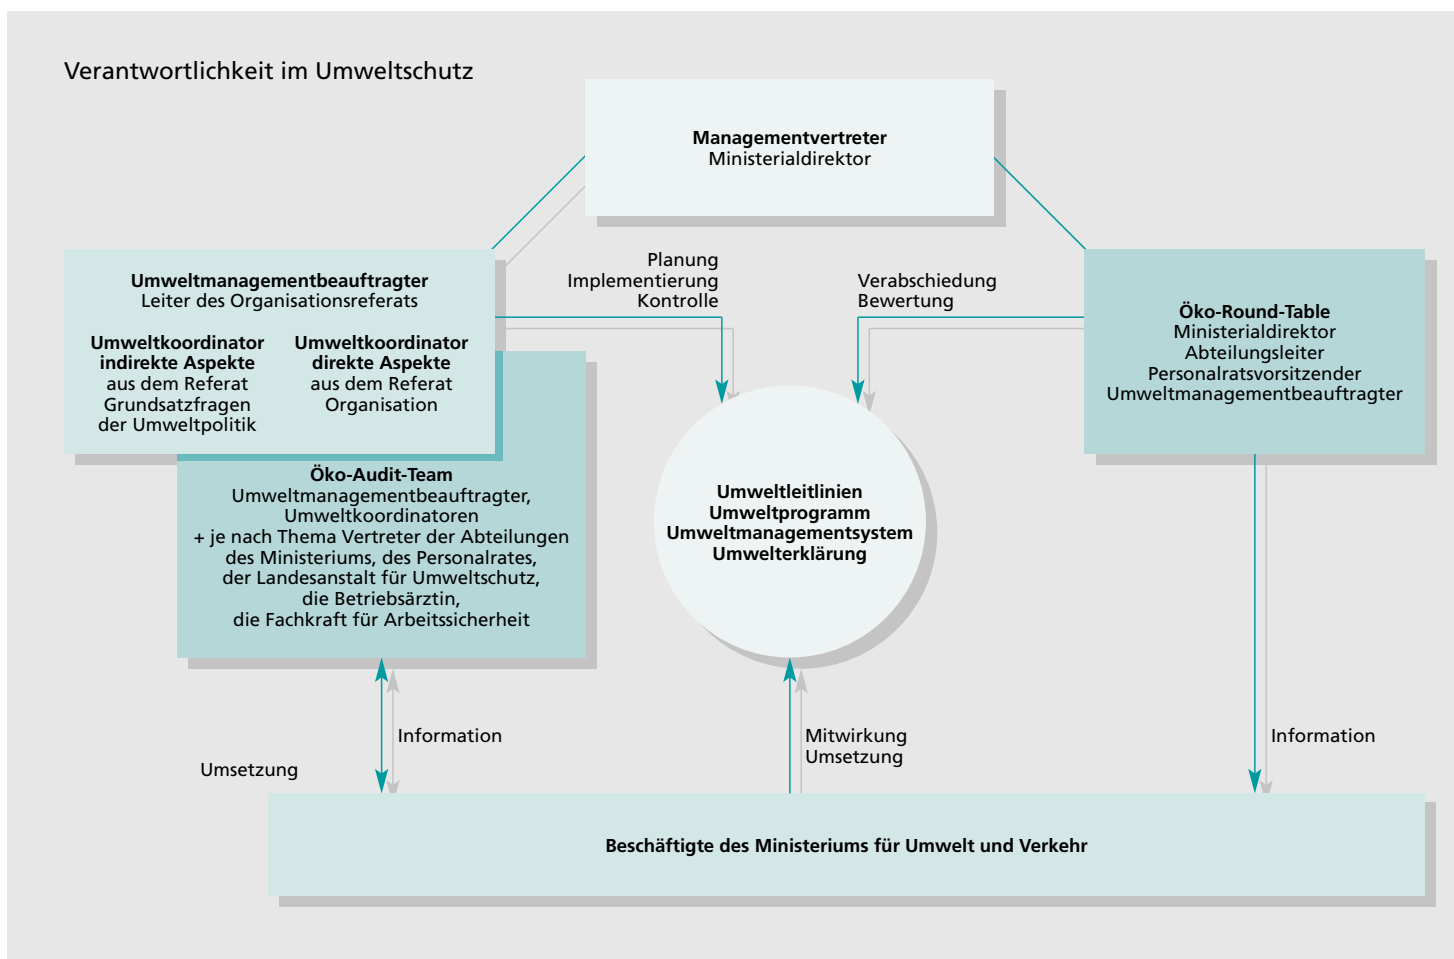 Verantwortlichkeit im Umweltschutz
Managementvertreter
Ministerialdirektor
Umweltmanagementbeauftragter
Leiter des Organisationsreferats
Umweltkoordinator
indirekte Aspekte
aus dem Referat
Grundsatzfragen
der Umweltpolitik
Umweltkoordinator
direkte Aspekte
aus dem Referat
Organisation
Planung
Implementierung
Kontrolle
Verabschiedung
Bewertung
Öko-Round-Table
Ministerialdirektor
Abteilungsleiter
Personalratsvorsitzender
Umweltmanagementbeauftragter
Öko-Audit-Team
Umweltmanagementbeauftragter,
Umweltkoordinatoren
+ je nach Thema Vertreter der Abteilungen
des Ministeriums, des Personalrates,
der Landesanstalt für Umweltschutz,
die Betriebsärztin,
die Fachkraft für Arbeitssicherheit
Umweltleitlinien
Umweltprogramm
Umweltmanagementsystem
Umwelterklärung
Information
Umsetzung
Mitwirkung
Umsetzung
Information
Beschäftigte des Ministeriums für Umwelt und Verkehr